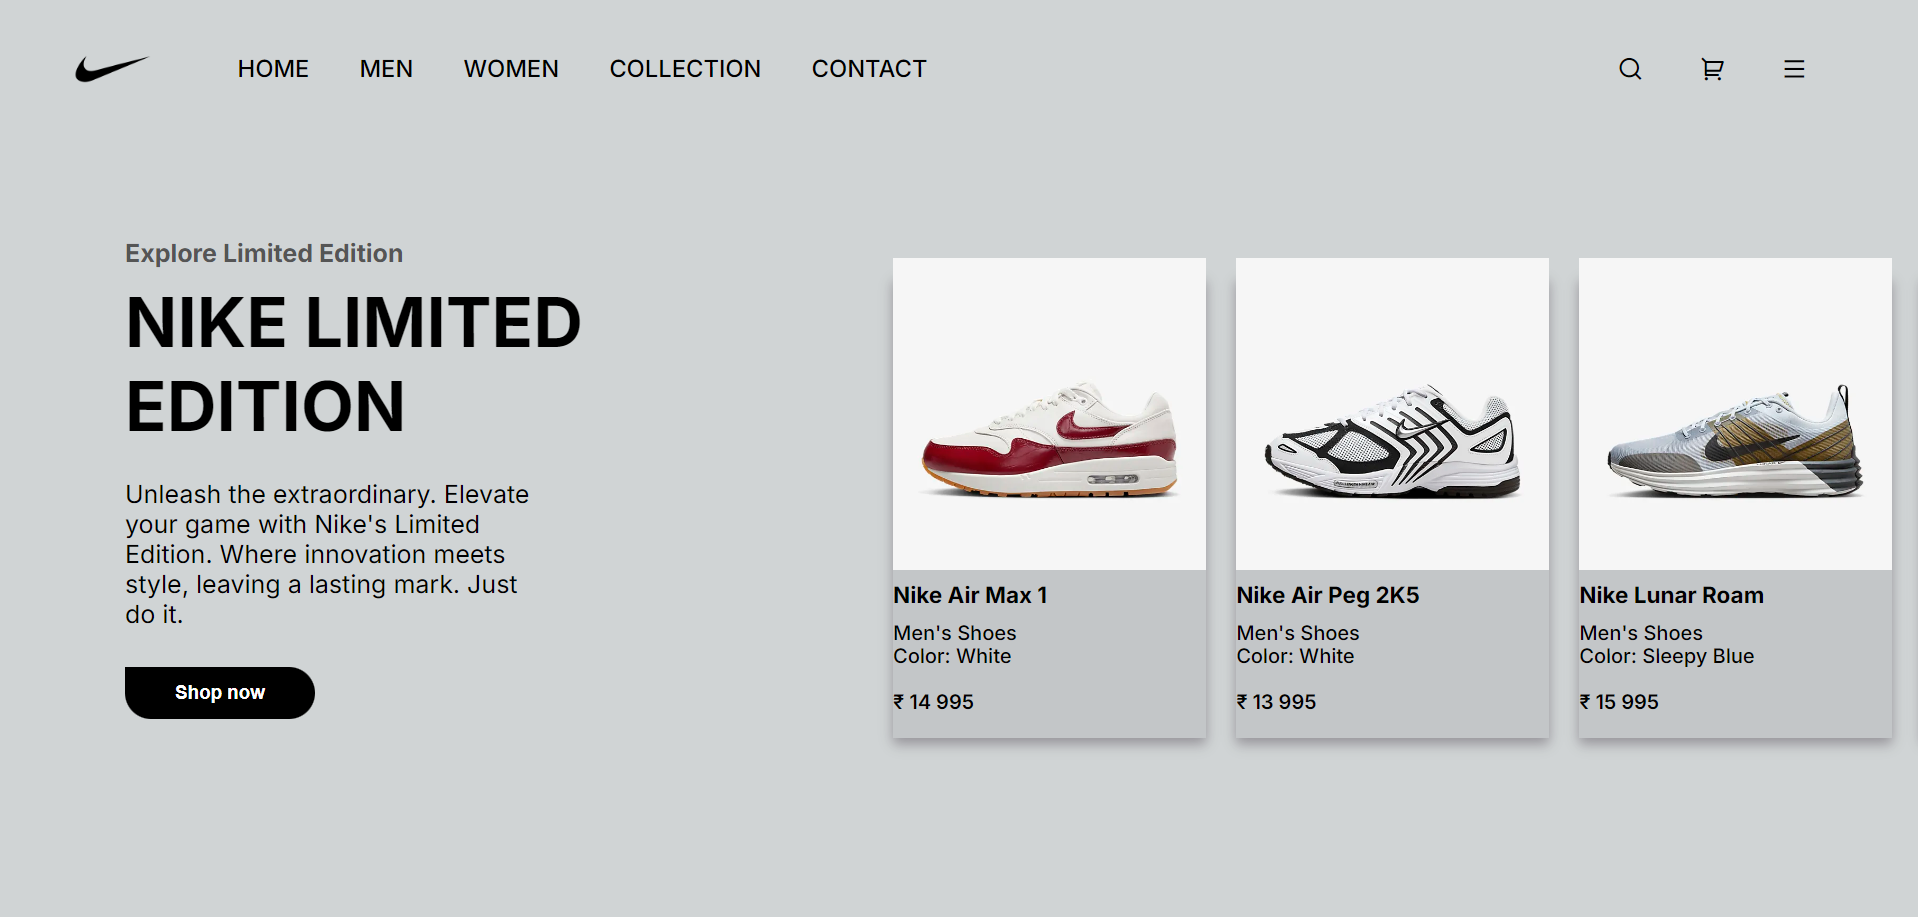 HOME MEN WOMEN COLLECTION CONTACT
Explore Limited Edition
NIKE LIMITED
EDITION
Unleash the extraordinary. Elevate
your game with Nike's Limited
Edition. Where innovation meets
style, leaving a lasting mark. Just
do it.
Shop now
Nike Air Max 1
Men's Shoes
Color: White
₹ 14 995
Nike Air Peg 2K5
Men's Shoes
Color: White
₹ 13 995
Nike Lunar Roam
Men's Shoes
Color: Sleepy Blue
₹ 15 995